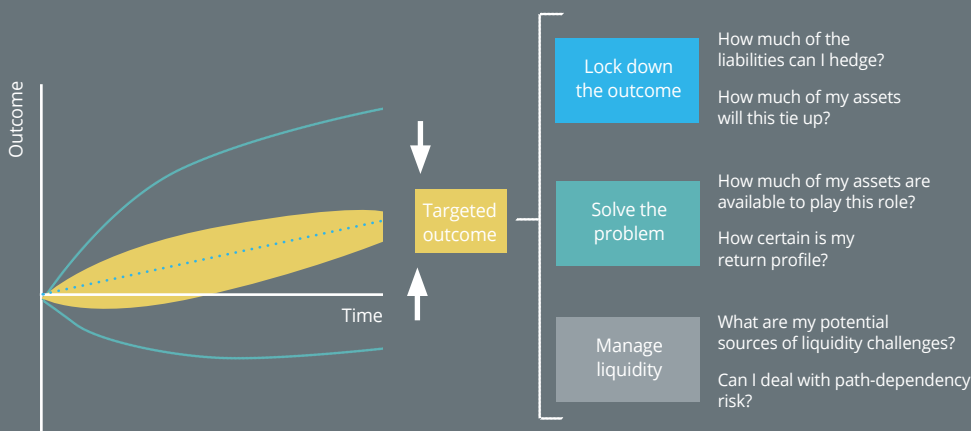 Outcome
Time
Targeted
outcome
Lock down
the outcome
How much of the
liabilities can I hedge?
How much of my assets
will this tie up?
Solve the
problem
How much of my assets are
available to play this role?
How certain is my
return profile?
Manage
liquidity
What are my potential
sources of liquidity challenges?
Can I deal with path-dependency
risk?